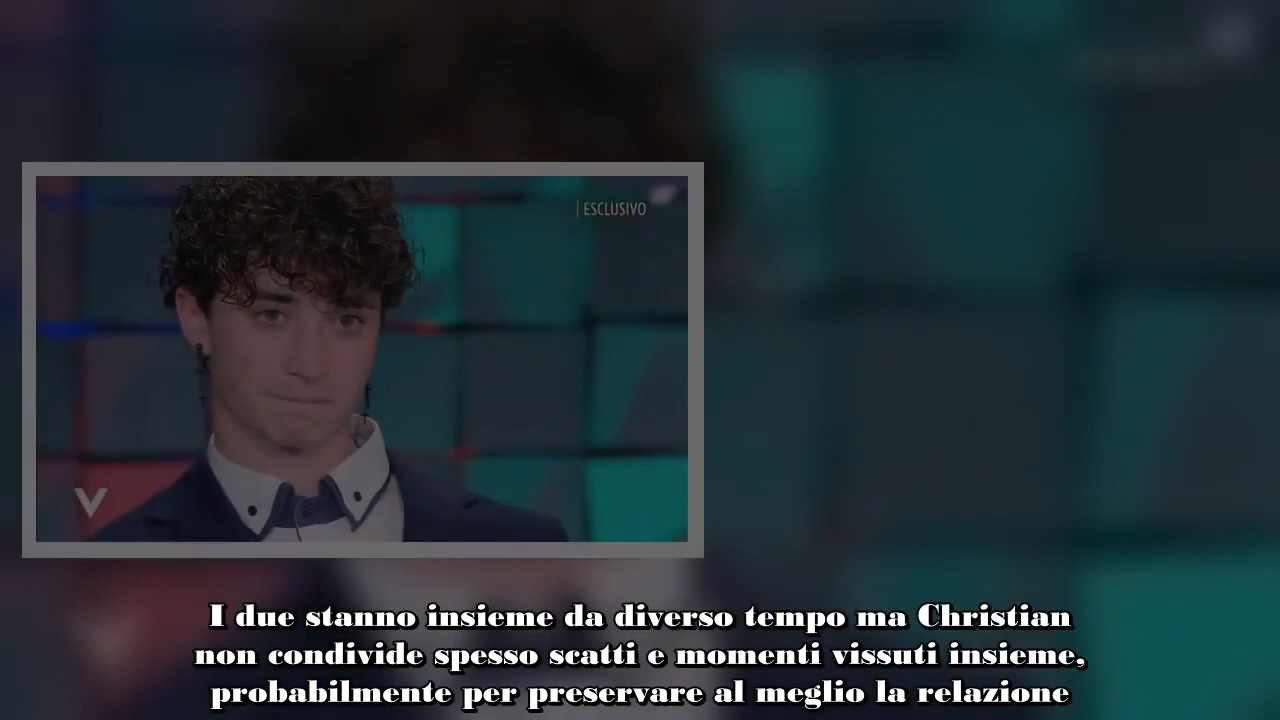 | ESCLUSIVO
V
I due stanno insieme da diverso tempo ma Christian
non condivide spesso scatti e momenti vissuti insieme,
probabilmente per preservare al meglio la relazione